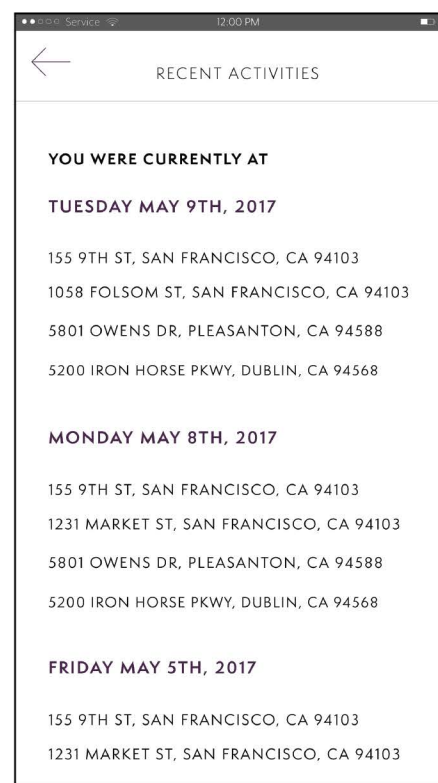 Service 12:00 PM
RECENT ACTIVITIES
YOU WERE CURRENTLY AT
TUESDAY MAY 9TH, 2017
155 9TH ST, SAN FRANCISCO, CA 94103
1058 FOLSOM ST, SAN FRANCISCO, CA 94103
5801 OWENS DR, PLEASANTON, CA 94588
5200 IRON HORSE PKWY, DUBLIN, CA 94568
MONDAY MAY 8TH, 2017
155 9TH ST, SAN FRANCISCO, CA 94103
1231 MARKET ST, SAN FRANCISCO, CA 94103
5801 OWENS DR, PLEASANTON, CA 94588
5200 IRON HORSE PKWY, DUBLIN, CA 94568
FRIDAY MAY 5TH, 2017
155 9TH ST, SAN FRANCISCO, CA 94103
1231 MARKET ST, SAN FRANCISCO, CA 94103